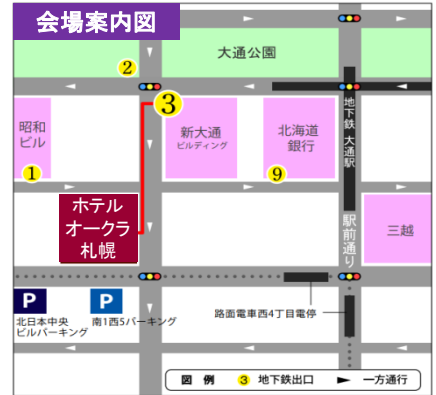 会場案内図
大通公園
2
3
昭和
ビル
新大通
ビルディング
北海道
銀行
地下鉄 大通駅
1
9
ホテル
オークラ
札幌
駅前通り
三越
P
P
北日本中央
ビルパーキング
南1西5パーキング
路面電車西4丁目電停
図 例 3 地下鉄出口 一方通行